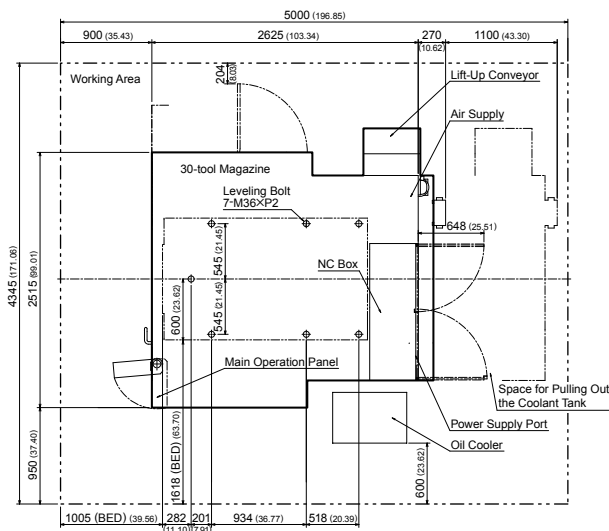 5000 (196.85)
900 (35.43)
2625 (103.34)
270
(10.62)
1100 (43.30)
Working Area
204
(8.03)
Lift-Up Conveyor
Air Supply
30-tool Magazine
Leveling Bolt
7-M36×P2
648 (25.51)
NC Box
545 (21.45)
545 (21.45)
600 (23.62)
4345 (171.06)
2515 (99.01)
Main Operation Panel
Space for Pulling Out
the Coolant Tank
Power Supply Port
Oil Cooler
950 (37.40)
1618 (BED) (63.70)
600
(23.62)
1005 (BED) (39.56)
282
(11.10)
201
(7.91)
934 (36.77)
518 (20.39)